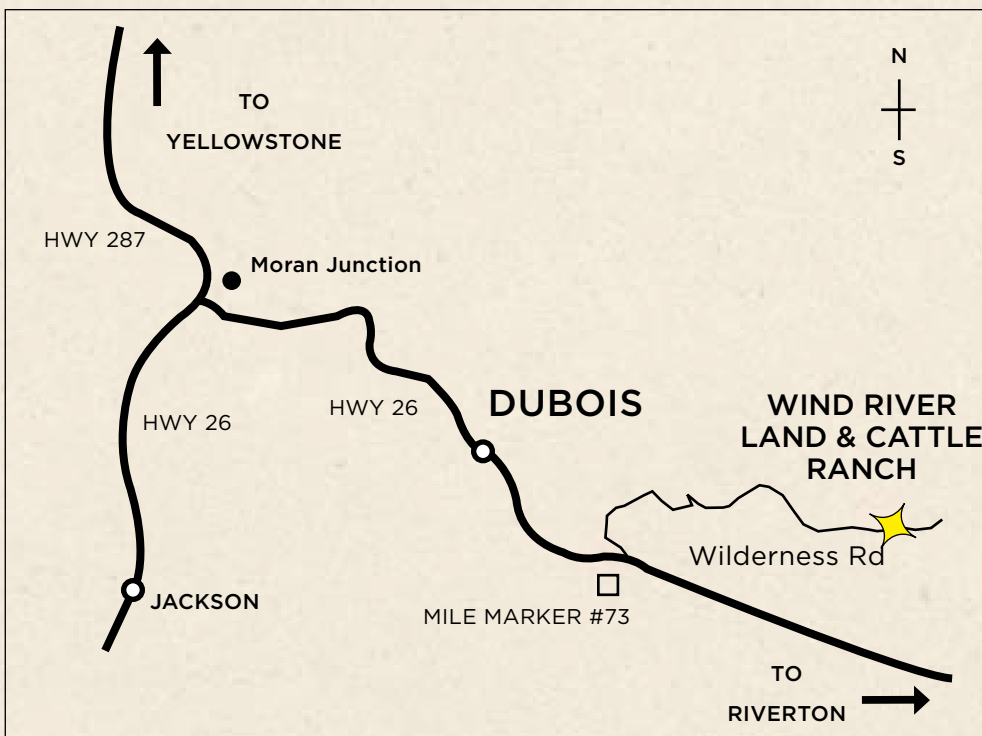 N
S
TO
YELLOWSTONE
HWY 287
Moran Junction
HWY 26
HWY 26
DUBOIS
WIND RIVER
LAND & CATTLE
RANCH
Wilderness Rd
JACKSON
MILE MARKER #73
TO
RIVERTON